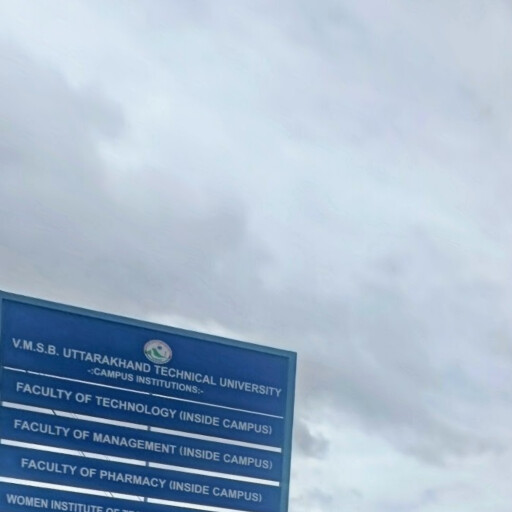 V.M.S.B. UTTARAKHAND TECHNICAL UNIVERSITY
-:CAMPUS INSTITUTIONS:-
FACULTY OF TECHNOLOGY (INSIDE CAMPUS)
FACULTY OF MANAGEMENT (INSIDE CAMPUS)
FACULTY OF PHARMACY (INSIDE CAMPUS)
WOMEN INSTITUTE OF